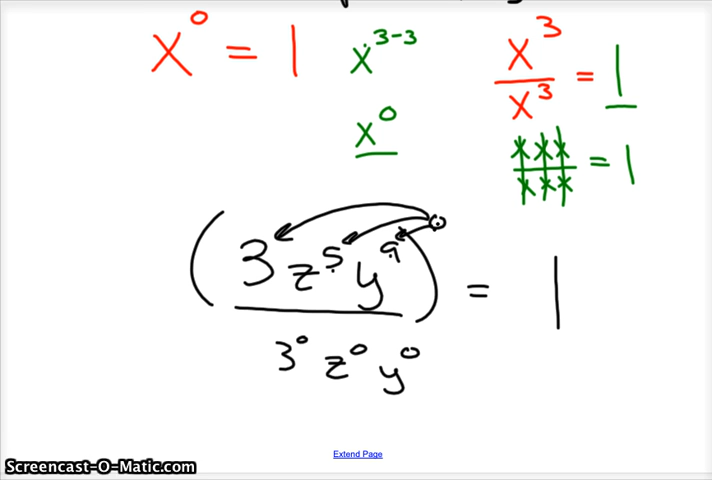 x⁰ = 1
x³⁻³
x³/x³ = 1
x⁰
xxx/xxx = 1
(3z⁵y⁹)⁰ = 1
3⁰ z⁰ y⁰
Extend Page
Screencast-O-Matic.com